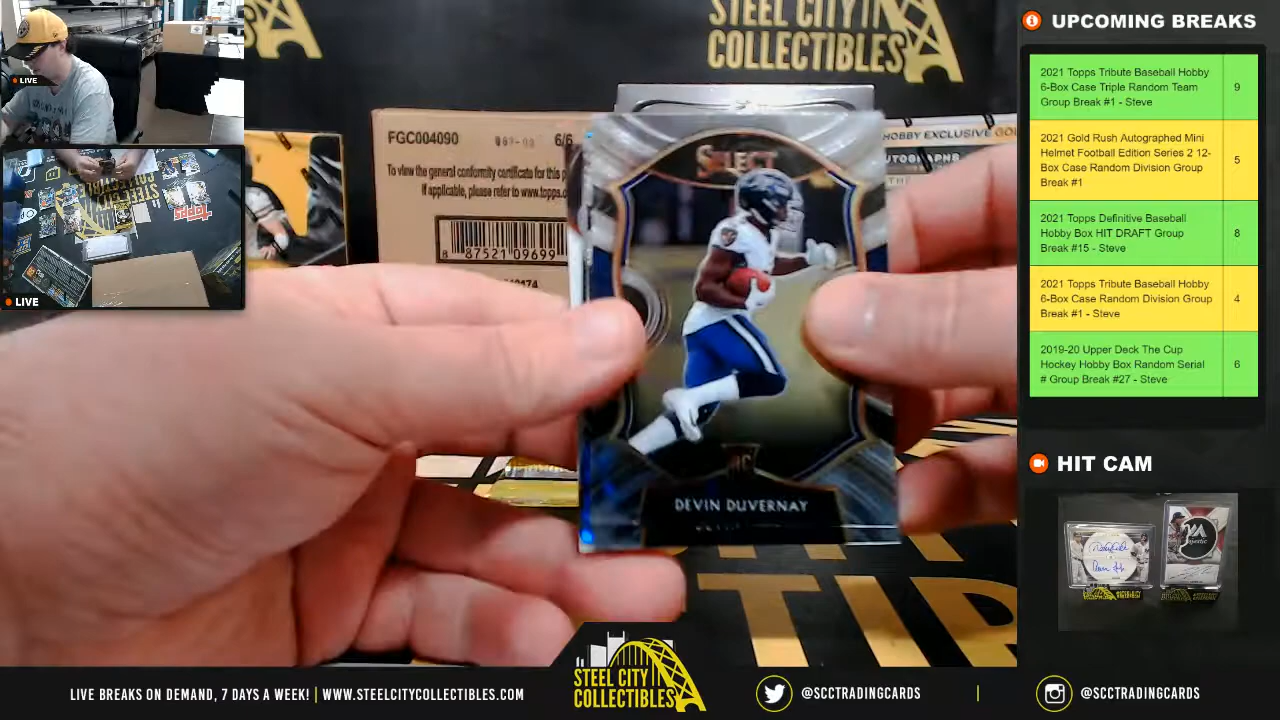 LIVE
LIVE
STEEL CITY
COLLECTIBLES
FGC004090
6/6
To view the general conformity certificate for this p
if applicable, please refer to www.topps.c
8 87521 09699
HOBBY EXCLUSIVE GOL
AUTOGRAPHS
SELECT
RC
DEVIN DUVERNAY
TOPPS
UPCOMING BREAKS
2021 Topps Tribute Baseball Hobby
6-Box Case Triple Random Team
Group Break #1 - Steve
9
2021 Gold Rush Autographed Mini
Helmet Football Edition Series 2 12-
Box Case Random Division Group
Break #1
5
2021 Topps Definitive Baseball
Hobby Box HIT DRAFT Group
Break #15 - Steve
8
2021 Topps Tribute Baseball Hobby
6-Box Case Random Division Group
Break #1 - Steve
4
2019-20 Upper Deck The Cup
Hockey Hobby Box Random Serial
# Group Break #27 - Steve
6
HIT CAM
LIVE BREAKS ON DEMAND, 7 DAYS A WEEK! | WWW.STEELCITYCOLLECTIBLES.COM
STEEL CITY
COLLECTIBLES
@SCCTRADINGCARDS
|
@SCCTRADINGCARDS